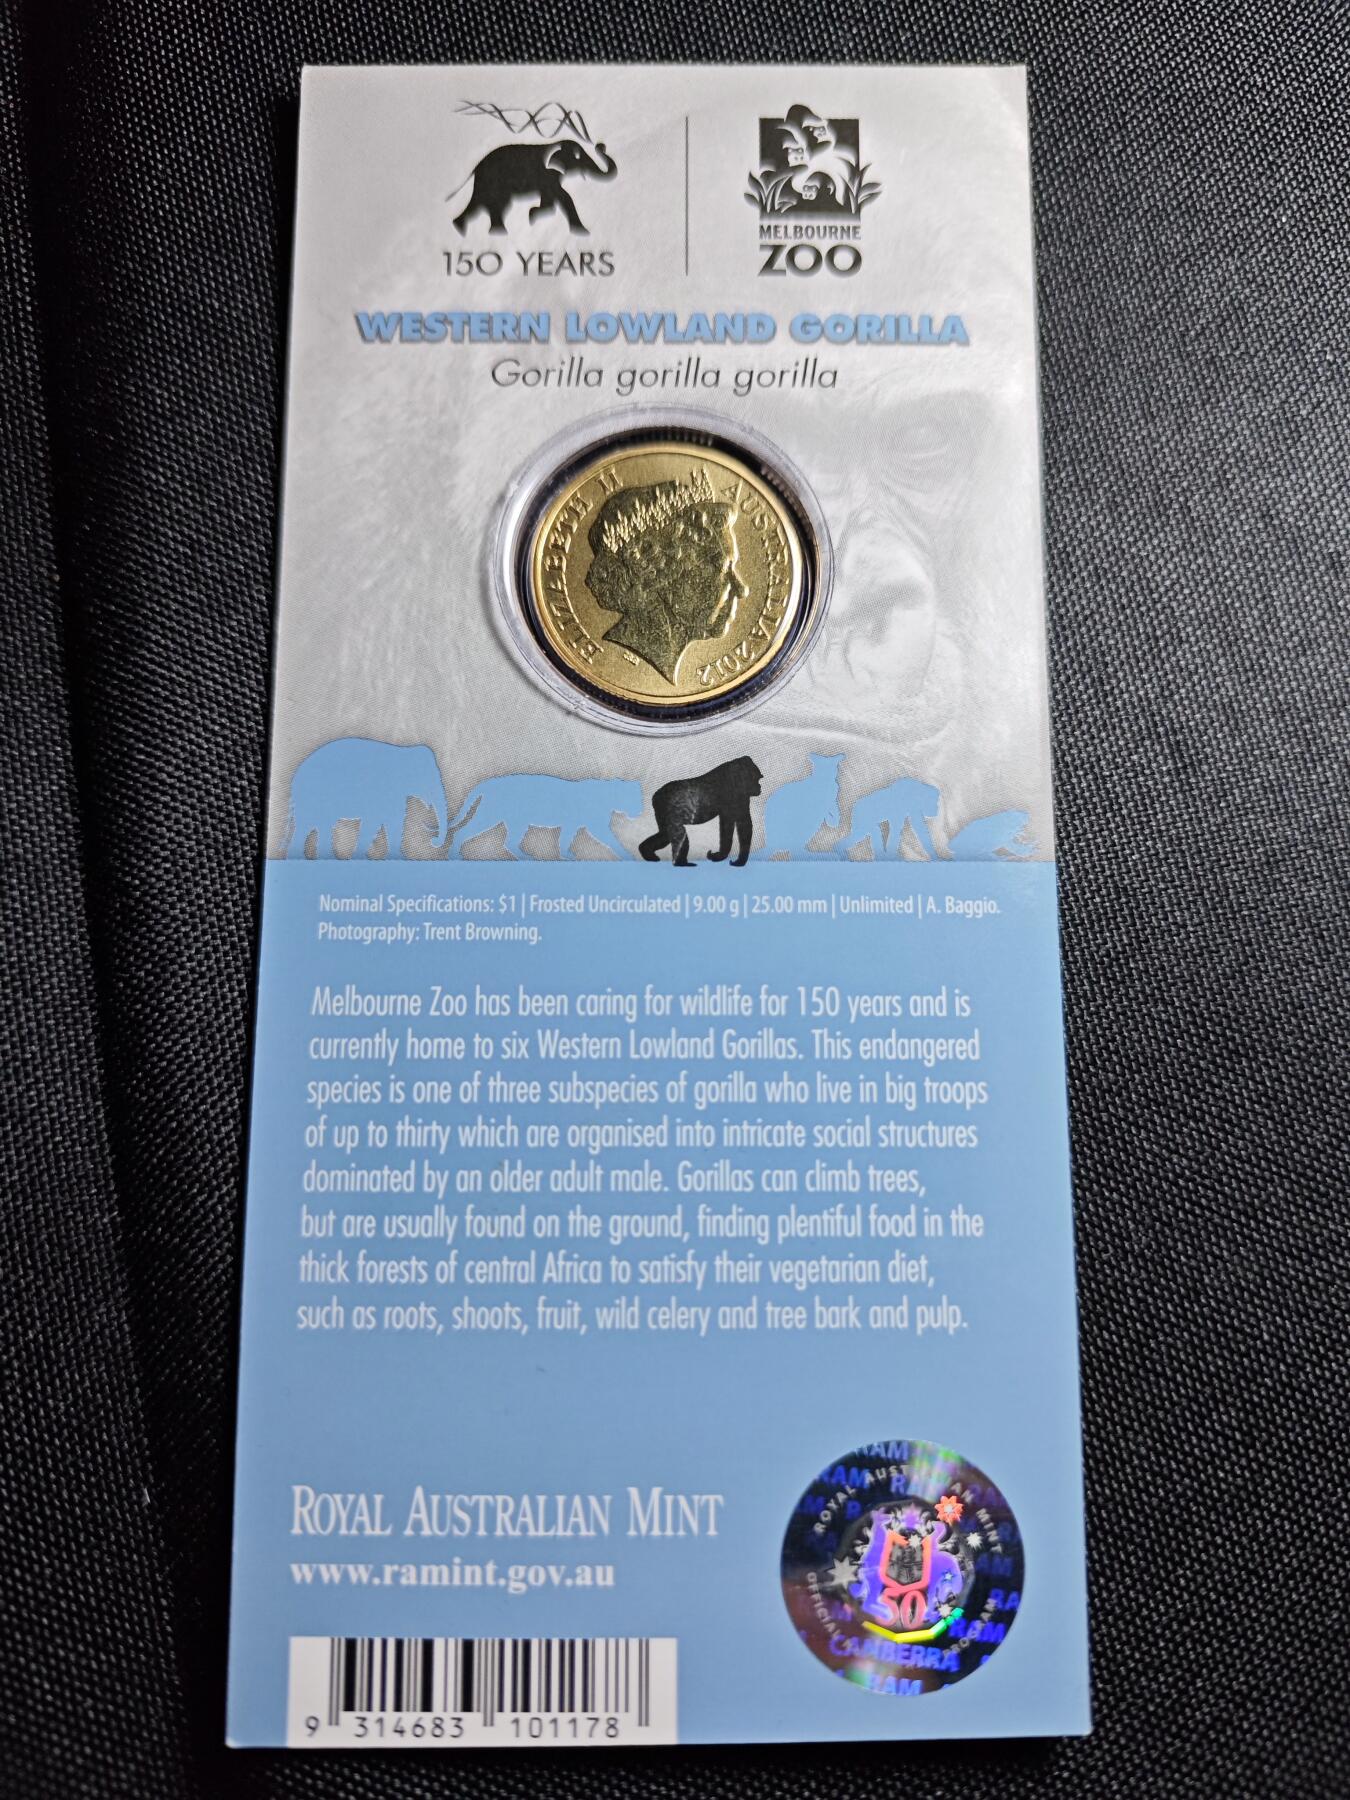 150 YEARS
MELBOURNE
ZOO
WESTERN LOWLAND GORILLA
Gorilla gorilla gorilla
ELIZABETH II AUSTRALIA 2012
Nominal Specifications: $1 | Frosted Uncirculated | 9.00 g | 25.00 mm | Unlimited | A. Baggio.
Photography: Trent Browning.
Melbourne Zoo has been caring for wildlife for 150 years and is
currently home to six Western Lowland Gorillas. This endangered
species is one of three subspecies of gorilla who live in big troops
of up to thirty which are organised into intricate social structures
dominated by an older adult male. Gorillas can climb trees,
but are usually found on the ground, finding plentiful food in the
thick forests of central Africa to satisfy their vegetarian diet,
such as roots, shoots, fruit, wild celery and tree bark and pulp.
ROYAL AUSTRALIAN MINT
www.ramint.gov.au
ROYAL AUSTRALIAN MINT
50
RAM
CANBERRA
RAM
9 314683 101178